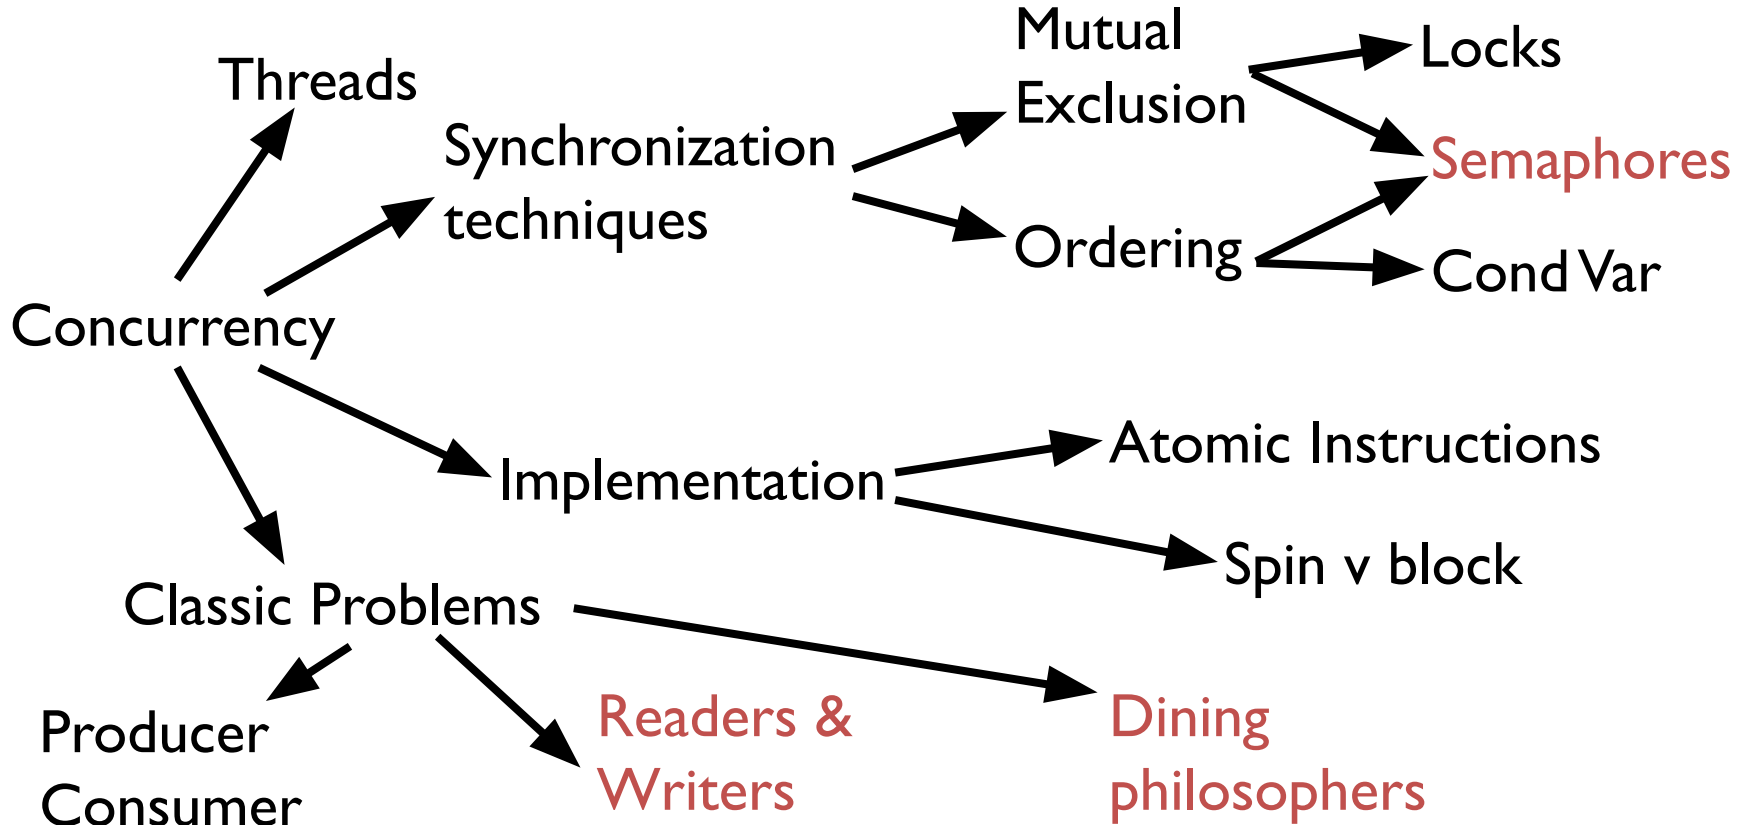 Threads
Synchronization
techniques
Mutual
Exclusion
Locks
Semaphores
Ordering
Cond Var
Concurrency
Implementation
Atomic Instructions
Spin v block
Classic Problems
Producer
Consumer
Readers &
Writers
Dining
philosophers